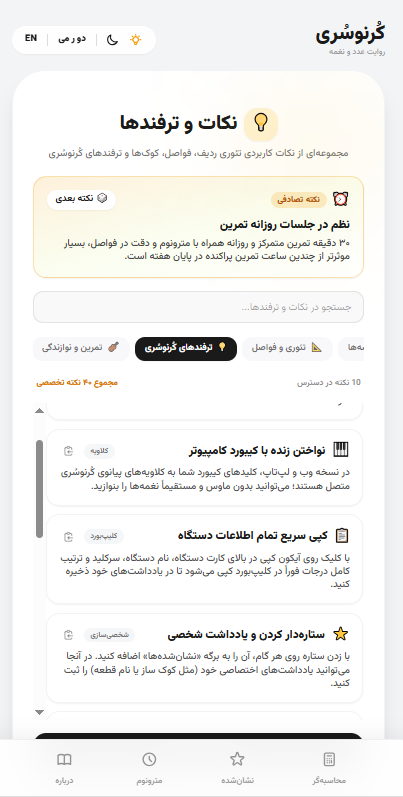 کُرنوسُری
روایت عدد و نغمه
دو ر می
EN
نکات و ترفندها
مجموعه‌ای از نکات کاربردی تئوری ردیف، فواصل، کوک‌ها و ترفندهای کُرنوسُری
نکته تصادفی
نکته بعدی
نظم در جلسات روزانه تمرین
۳۰ دقیقه تمرین متمرکز و روزانه همراه با مترونوم و دقت در فواصل، بسیار
موثرتر از چندین ساعت تمرین پراکنده در پایان هفته است.
جستجو در نکات و ترفندها...
تئوری و فواصل
ترفندهای کُرنوسُری
تمرین و نوازندگی
10 نکته در دسترس
مجموع ۴۰ نکته تخصصی
نواختن زنده با کیبورد کامپیوتر
کلاویه
در نسخه وب و لپ‌تاپ، کلیدهای کیبورد شما به کلاویه‌های پیانوی کُرنوسُری
متصل هستند؛ می‌توانید بدون ماوس و مستقیماً نغمه‌ها را بنوازید.
کپی سریع تمام اطلاعات دستگاه
کلیپ‌بورد
با کلیک روی آیکون کپی در بالای کارت دستگاه، نام دستگاه، سرکلید و ترتیب
کامل درجات فوراً در کلیپ‌بورد کپی می‌شود تا در یادداشت‌های خود ذخیره
کنید.
ستاره‌دار کردن و یادداشت شخصی
شخصی‌سازی
با زدن ستاره روی هر گام، آن را به برگه «نشان‌شده‌ها» اضافه کنید. در آنجا
می‌توانید یادداشت‌های اختصاصی خود (مثل کوک ساز یا نام قطعه) را ثبت
کنید.
محاسبه‌گر
نشان‌شده
مترونوم
درباره